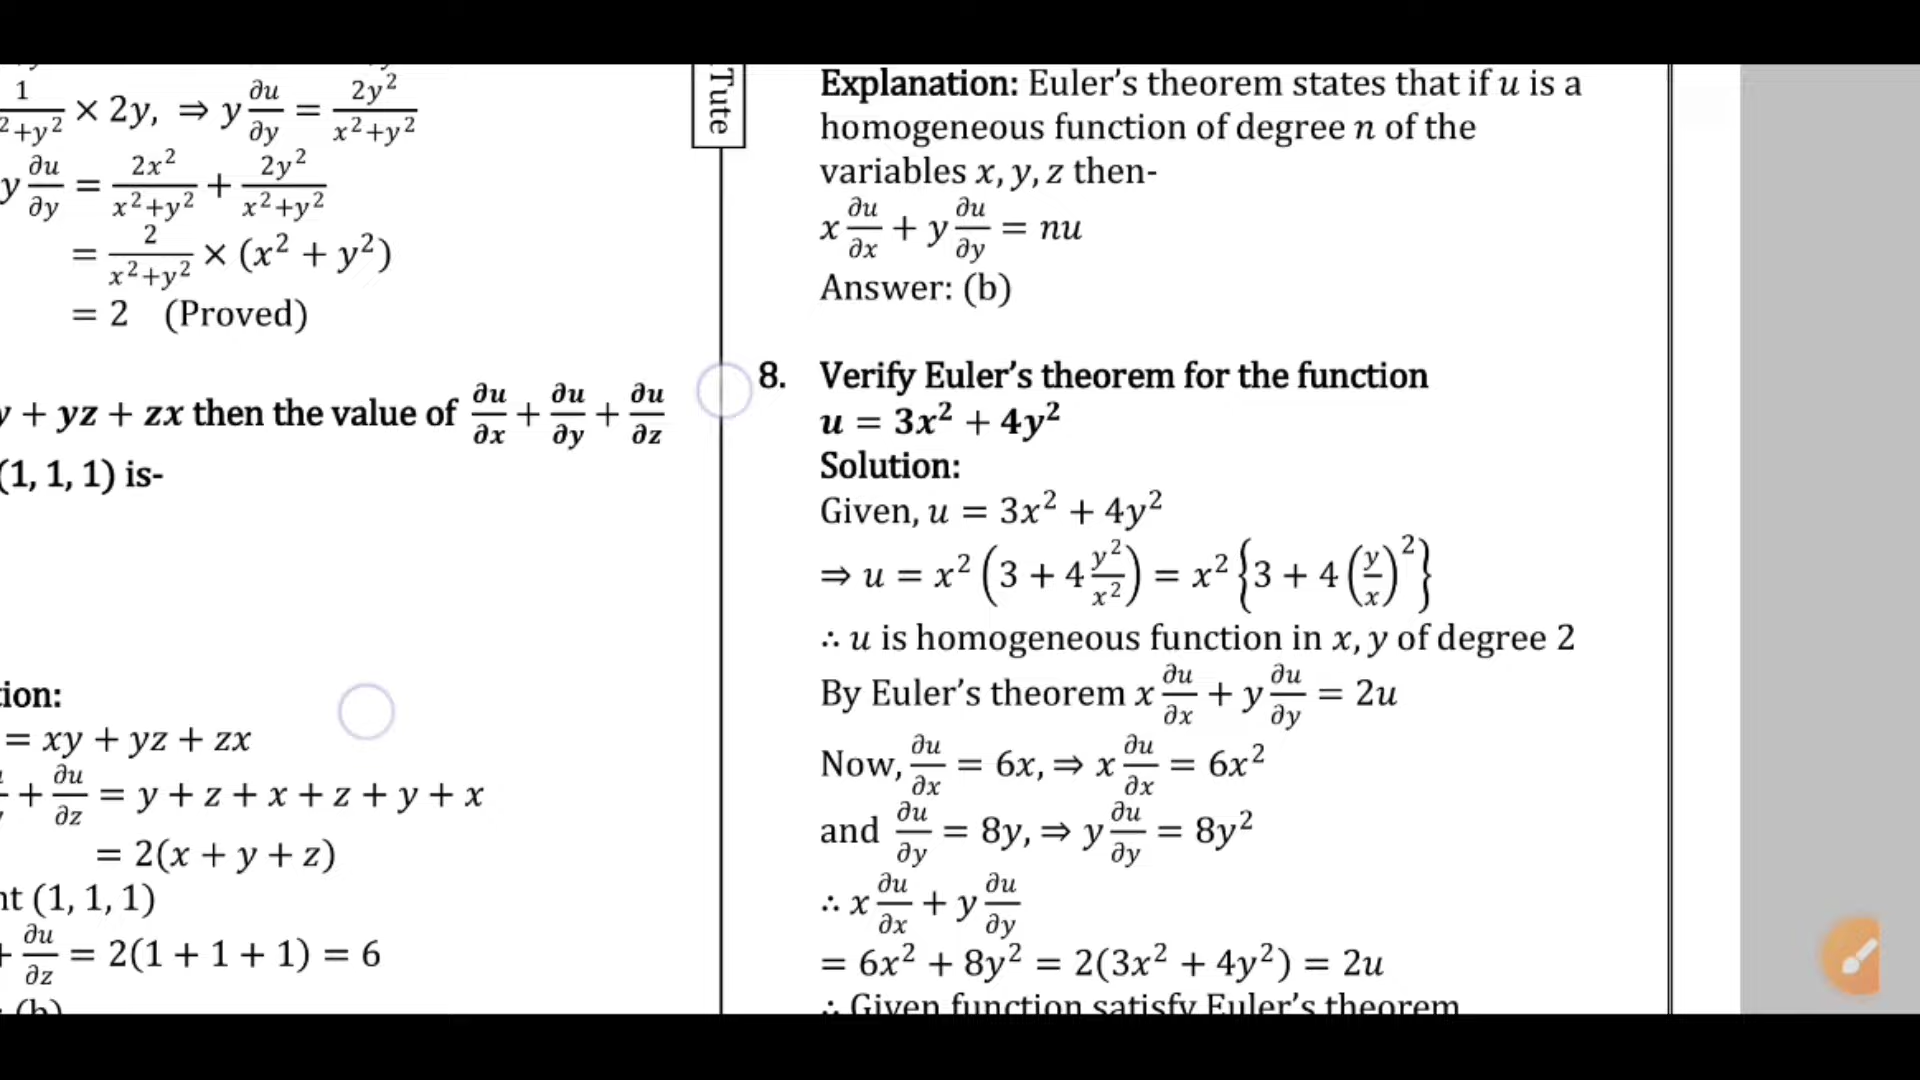 1/(²+y²) × 2y, ⇒ y ∂u/∂y = 2y²/(x²+y²)
y ∂u/∂y = 2x²/(x²+y²) + 2y²/(x²+y²)
= 2/(x²+y²) × (x² + y²)
= 2 (Proved)
+ yz + zx then the value of ∂u/∂x + ∂u/∂y + ∂u/∂z
(1, 1, 1) is-
tion:
= xy + yz + zx
+ ∂u/∂z = y + z + x + z + y + x
= 2(x + y + z)
nt (1, 1, 1)
+ ∂u/∂z = 2(1 + 1 + 1) = 6
(b)
Tute
Explanation: Euler’s theorem states that if u is a
homogeneous function of degree n of the
variables x, y, z then-
x ∂u/∂x + y ∂u/∂y = nu
Answer: (b)
8. Verify Euler’s theorem for the function
u = 3x² + 4y²
Solution:
Given, u = 3x² + 4y²
⇒ u = x² (3 + 4 y²/x²) = x² {3 + 4 (y/x)²}
∴ u is homogeneous function in x, y of degree 2
By Euler’s theorem x ∂u/∂x + y ∂u/∂y = 2u
Now, ∂u/∂x = 6x, ⇒ x ∂u/∂x = 6x²
and ∂u/∂y = 8y, ⇒ y ∂u/∂y = 8y²
∴ x ∂u/∂x + y ∂u/∂y
= 6x² + 8y² = 2(3x² + 4y²) = 2u
∴ Given function satisfy Euler’s theorem